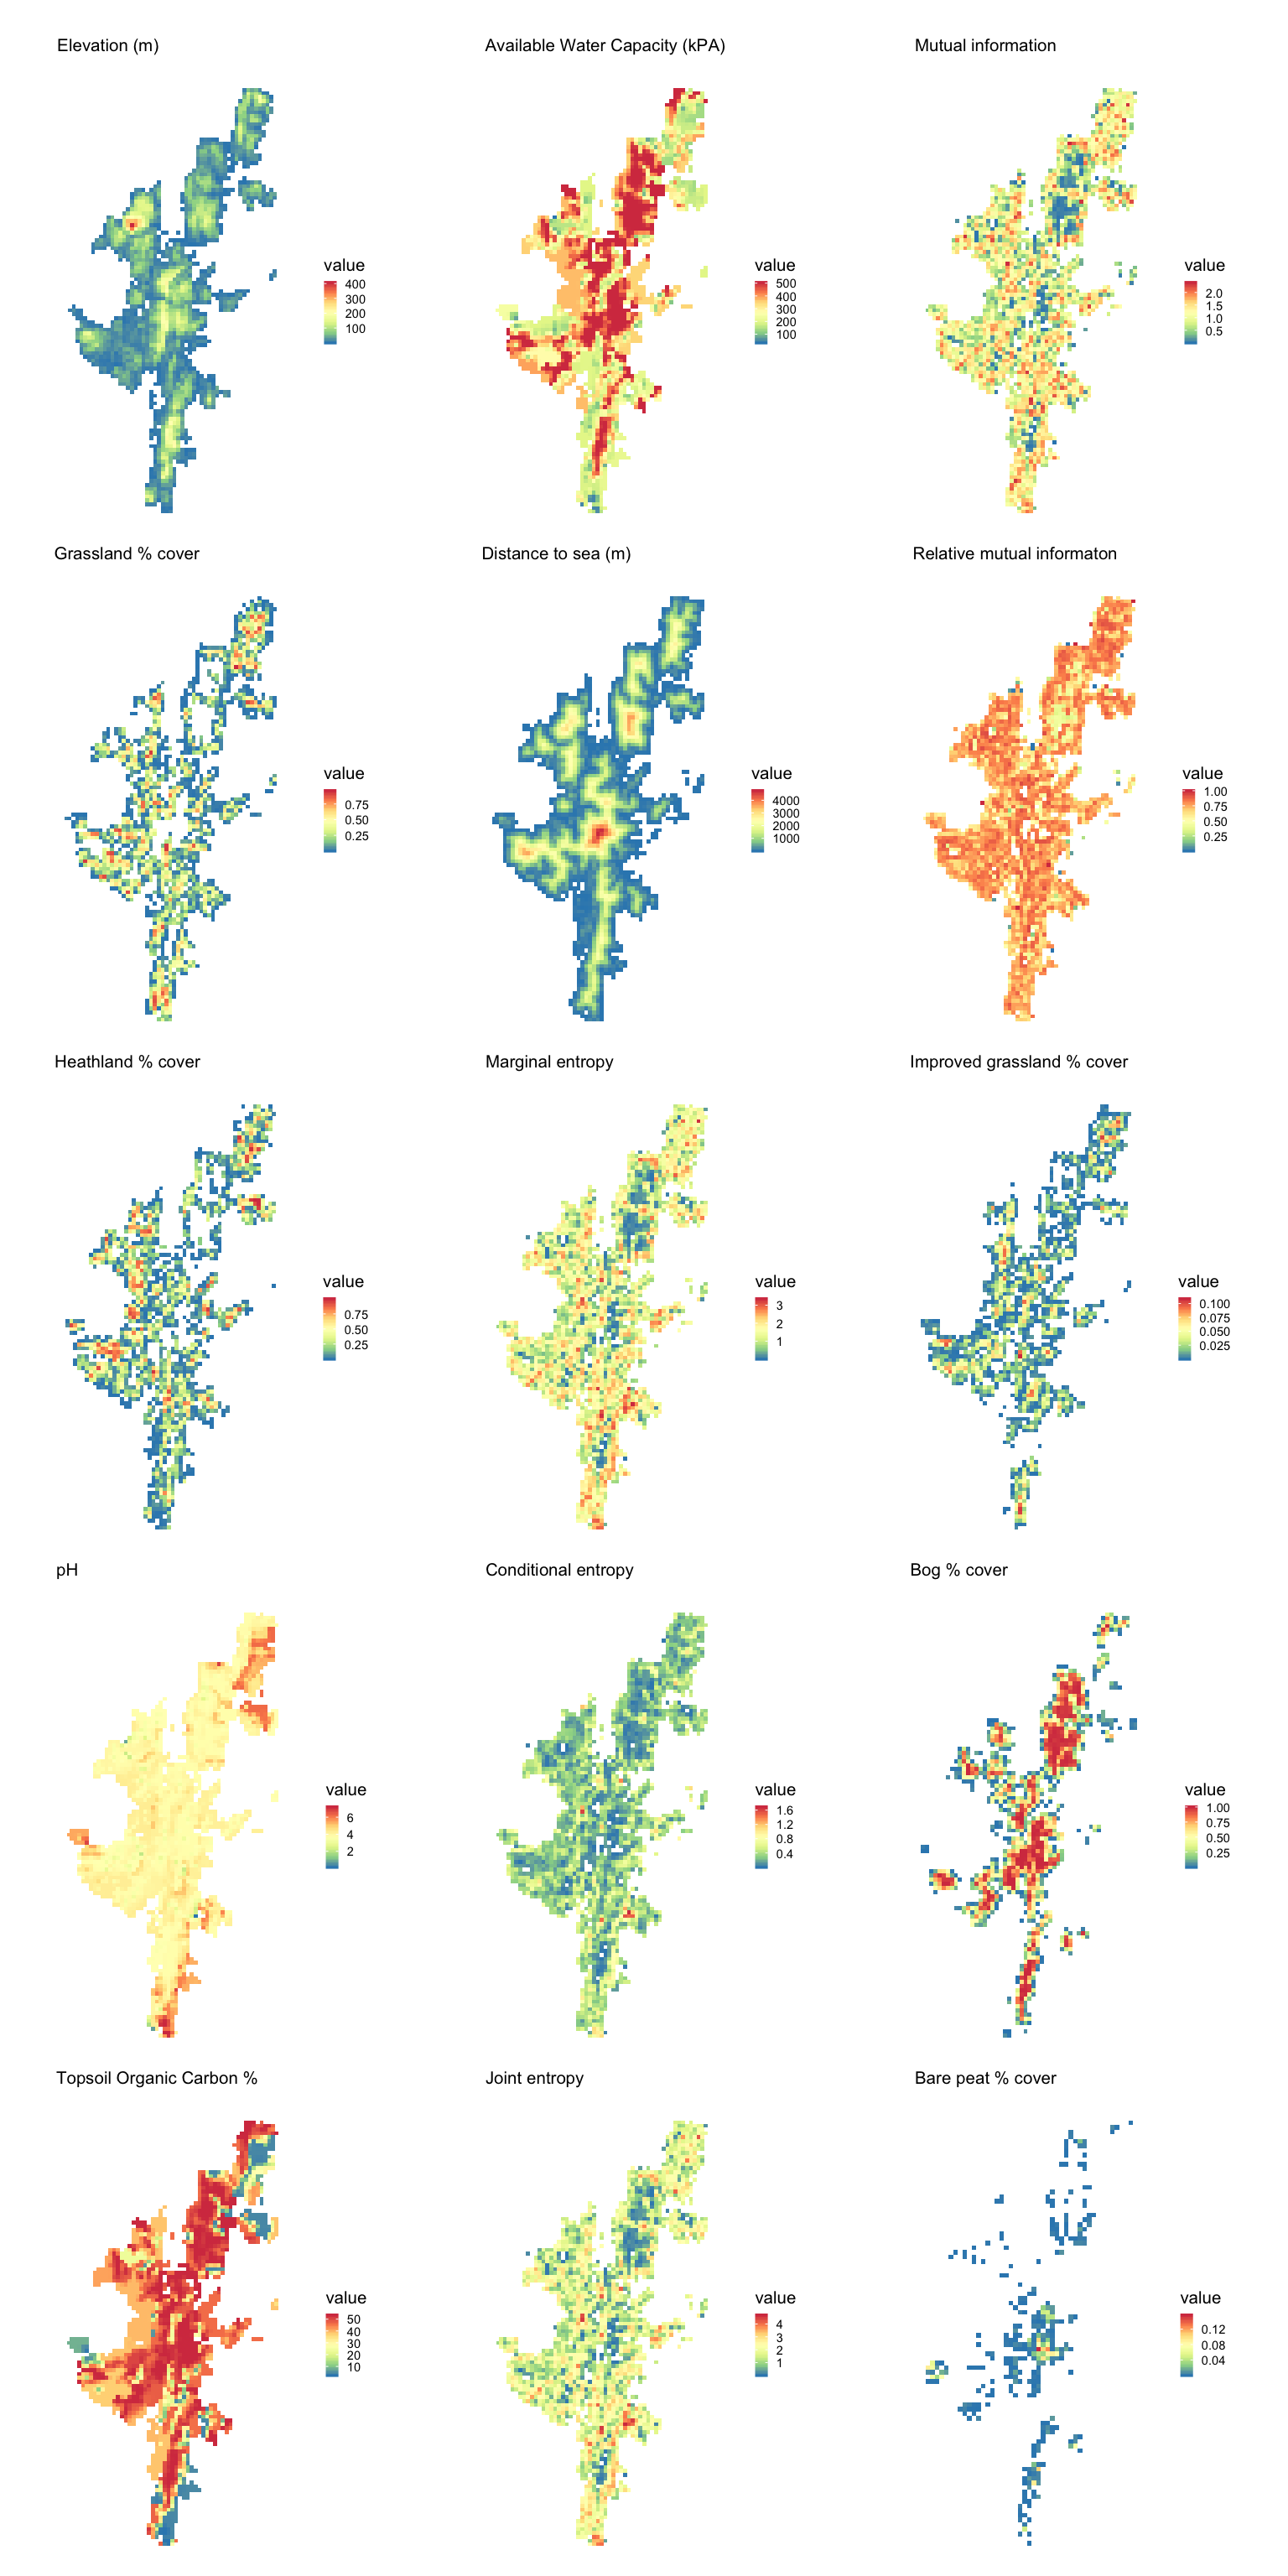 Elevation (m)
value
400
300
200
100
Available Water Capacity (kPA)
value
500
400
300
200
100
Mutual information
value
2.0
1.5
1.0
0.5
Grassland % cover
value
0.75
0.50
0.25
Distance to sea (m)
value
4000
3000
2000
1000
Relative mutual informaton
value
1.00
0.75
0.50
0.25
Heathland % cover
value
0.75
0.50
0.25
Marginal entropy
value
3
2
1
Improved grassland % cover
value
0.100
0.075
0.050
0.025
pH
value
6
4
2
Conditional entropy
value
1.6
1.2
0.8
0.4
Bog % cover
value
1.00
0.75
0.50
0.25
Topsoil Organic Carbon %
value
50
40
30
20
10
Joint entropy
value
4
3
2
1
Bare peat % cover
value
0.12
0.08
0.04